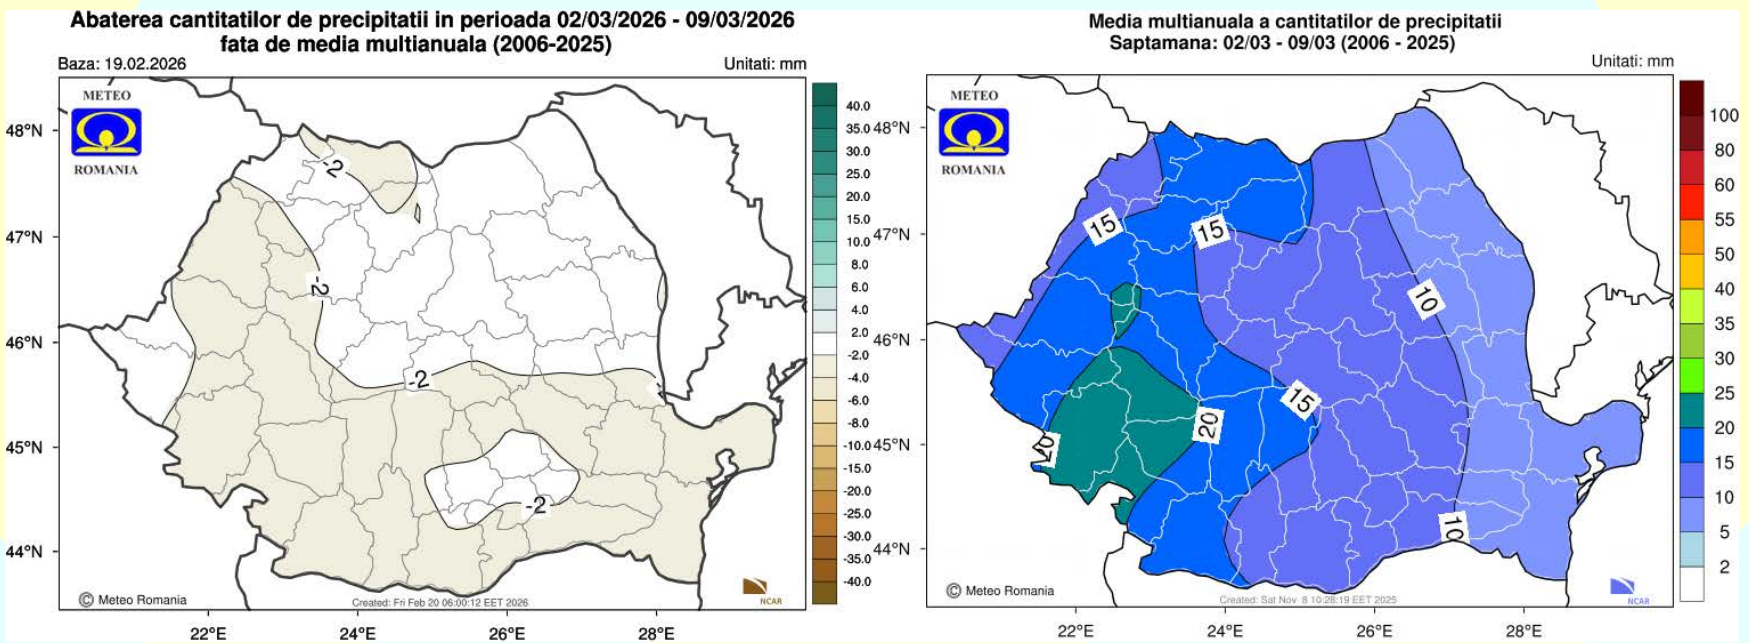 Abaterea cantitatilor de precipitatii in perioada 02/03/2026 - 09/03/2026
fata de media multianuala (2006-2025)
Baza: 19.02.2026
Unitati: mm
METEO
ROMANIA
48°N
47°N
46°N
45°N
44°N
22°E
24°E
26°E
28°E
-2
-2
-2
-2
40.0
35.0
30.0
25.0
20.0
15.0
10.0
8.0
6.0
4.0
2.0
-2.0
-4.0
-6.0
-8.0
-10.0
-15.0
-20.0
-25.0
-30.0
-35.0
-40.0
© Meteo Romania
Created: Fri Feb 20 06:00:12 EET 2026
NCAR
Media multianuala a cantitatilor de precipitatii
Saptamana: 02/03 - 09/03 (2006 - 2025)
Unitati: mm
METEO
ROMANIA
48°N
47°N
46°N
45°N
44°N
22°E
24°E
26°E
28°E
15
15
10
15
20
20
10
100
80
60
55
50
40
35
30
25
20
15
10
5
2
© Meteo Romania
Created: Sat Nov 8 10:28:19 EET 2025
NCAR